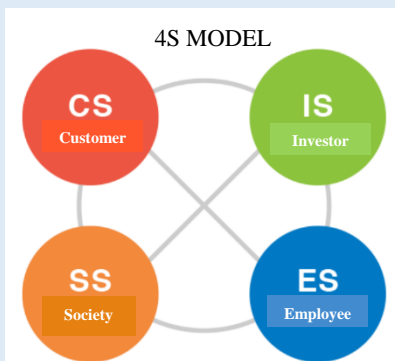 4S MODEL
CS
Customer
IS
Investor
SS
Society
ES
Employee